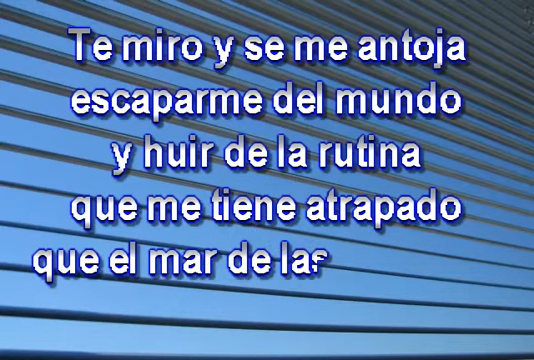 Te miro y se me antoja
escaparme del mundo
y huir de la rutina
que me tiene atrapado
que el mar de las